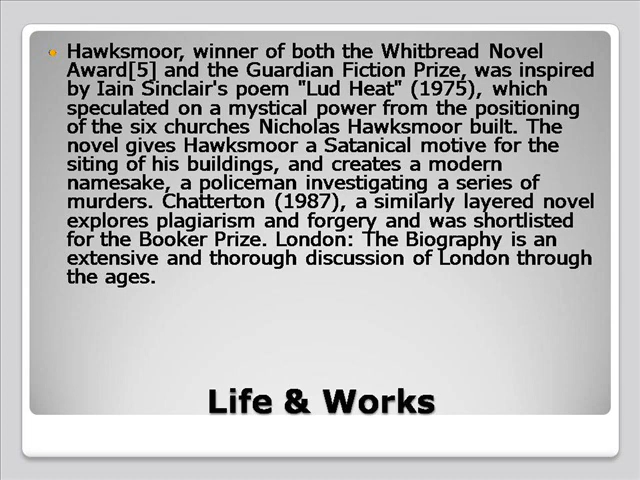 Hawksmoor, winner of both the Whitbread Novel
Award[5] and the Guardian Fiction Prize, was inspired
by Iain Sinclair's poem "Lud Heat" (1975), which
speculated on a mystical power from the positioning
of the six churches Nicholas Hawksmoor built. The
novel gives Hawksmoor a Satanical motive for the
siting of his buildings, and creates a modern
namesake, a policeman investigating a series of
murders. Chatterton (1987), a similarly layered novel
explores plagiarism and forgery and was shortlisted
for the Booker Prize. London: The Biography is an
extensive and thorough discussion of London through
the ages.
Life & Works